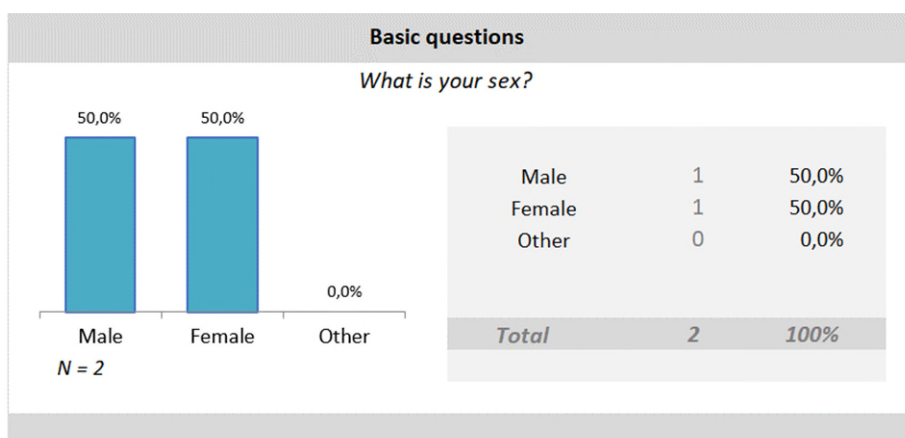 Basic questions
What is your sex?
50,0% 50,0% 0,0%
Male Female Other
N = 2
Male 1 50,0%
Female 1 50,0%
Other 0 0,0%
Total 2 100%